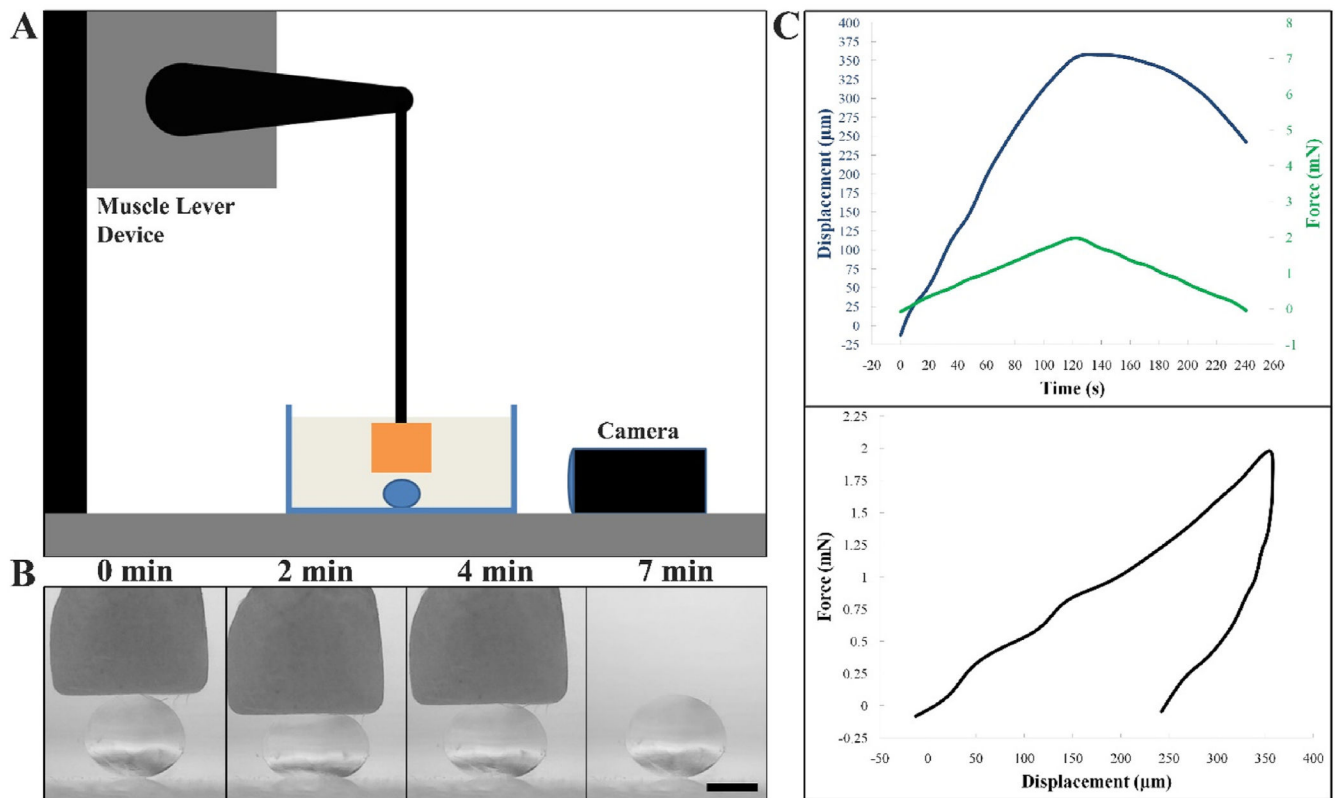 A
Muscle Lever
Device
Camera
B
0 min
2 min
4 min
7 min
C
400
375
350
325
300
275
250
225
200
175
150
125
100
75
50
25
0
-25
Displacement (µm)
8
7
6
5
4
3
2
1
0
-1
Force (mN)
-20 0 20 40 60 80 100 120 140 160 180 200 220 240 260
Time (s)
2.25
2
1.75
1.5
1.25
1
0.75
0.5
0.25
0
-0.25
Force (mN)
-50 0 50 100 150 200 250 300 350 400
Displacement (µm)